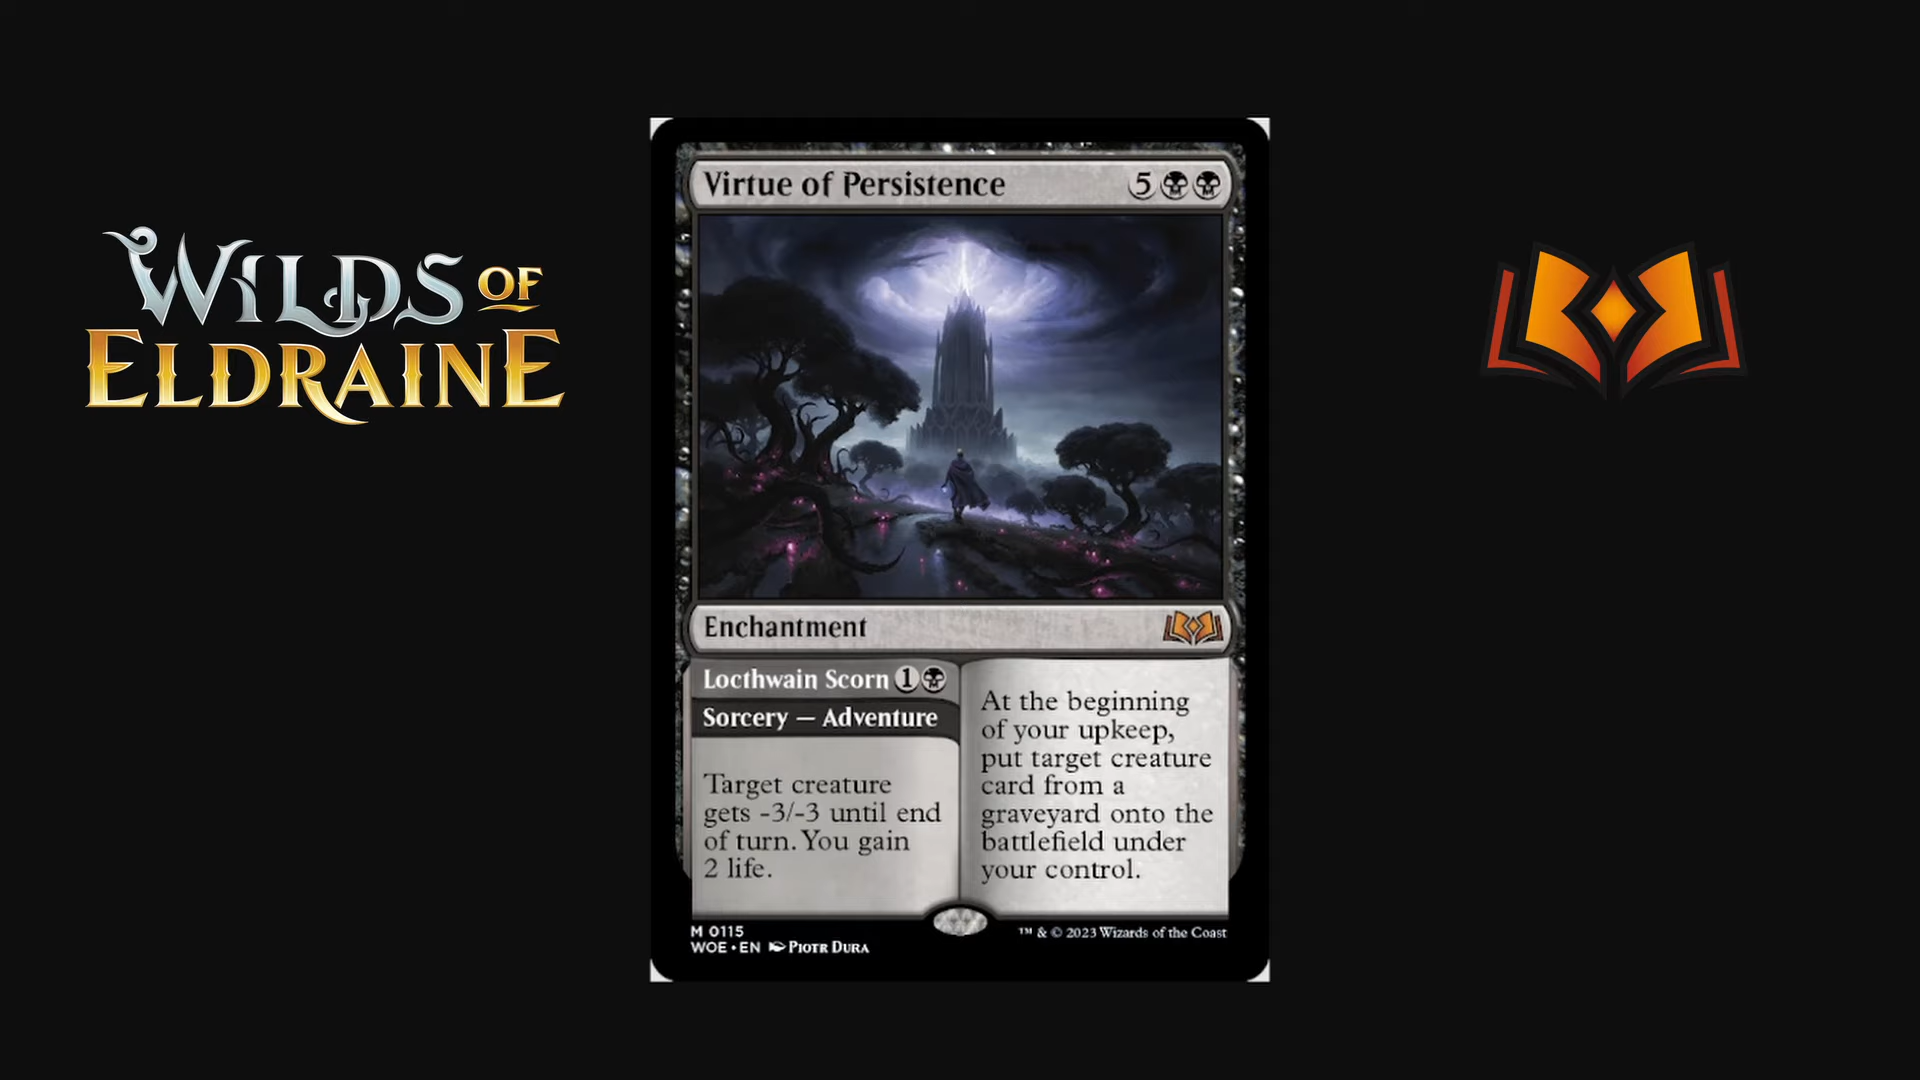 WILDS OF
ELDRAINE
Virtue of Persistence 5
Enchantment
Locthwain Scorn 1
Sorcery — Adventure
Target creature
gets -3/-3 until end
of turn. You gain
2 life.
At the beginning
of your upkeep,
put target creature
card from a
graveyard onto the
battlefield under
your control.
M 0115
WOE • EN Piotr Dura
™ & © 2023 Wizards of the Coast